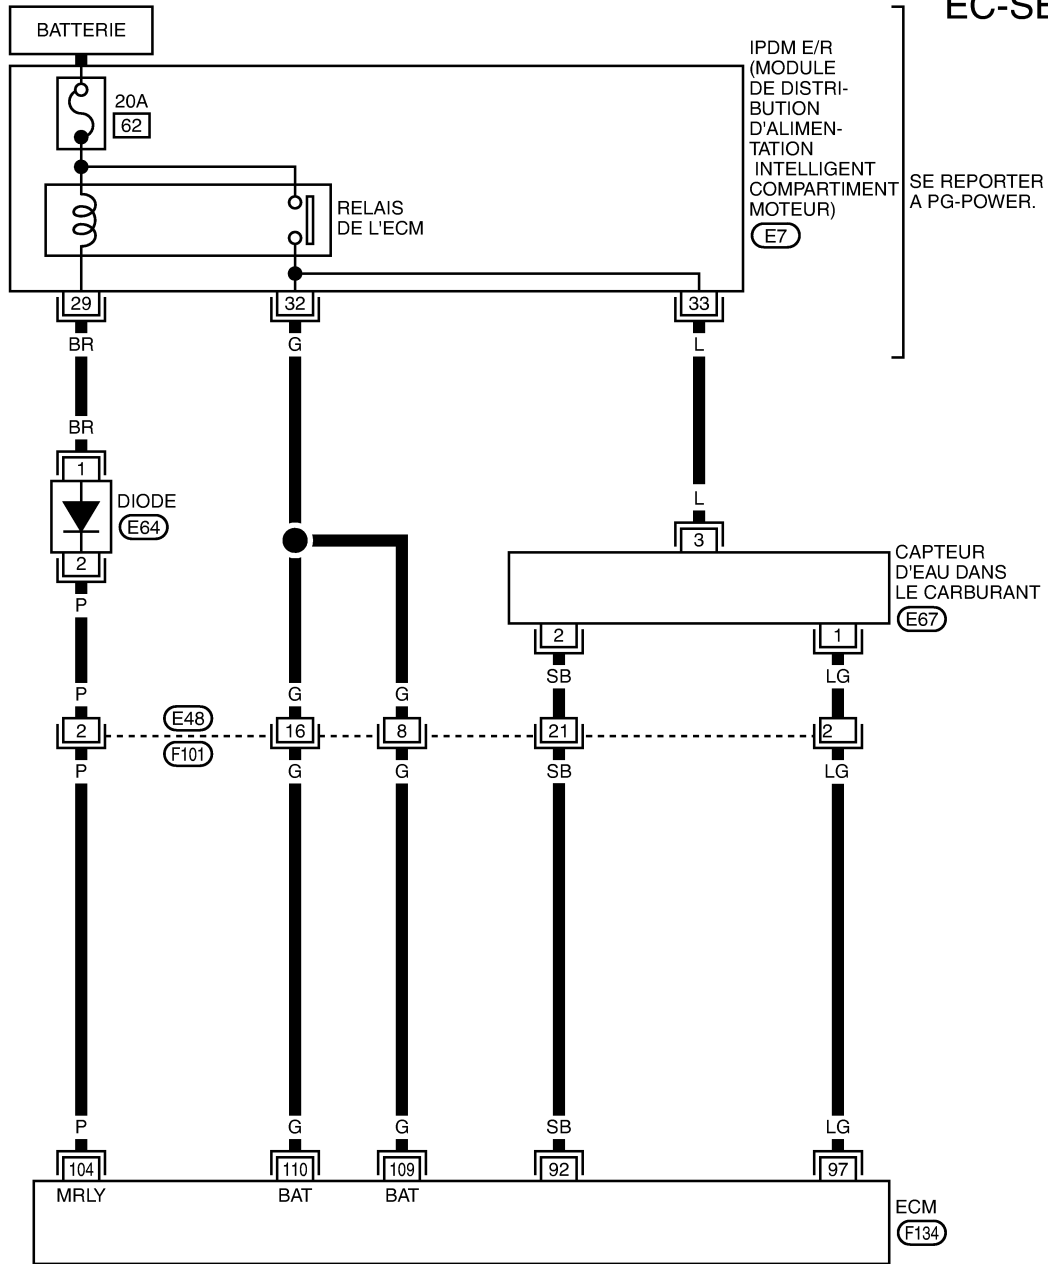 EC-SE
BATTERIE
20A
62
IPDM E/R
(MODULE
DE DISTRI-
BUTION
D'ALIMEN-
TATION
INTELLIGENT
COMPARTIMENT
MOTEUR)
E7
SE REPORTER
A PG-POWER.
RELAIS
DE L'ECM
29 32 33
BR G L
BR
1
DIODE
E64
2
P
L
3
CAPTEUR
D'EAU DANS
LE CARBURANT
E67
2 1
SB LG
P G G
E48
2 16 8 21 2
F101
P G G SB LG
P G G SB LG
104 110 109 92 97
MRLY BAT BAT
ECM
F134